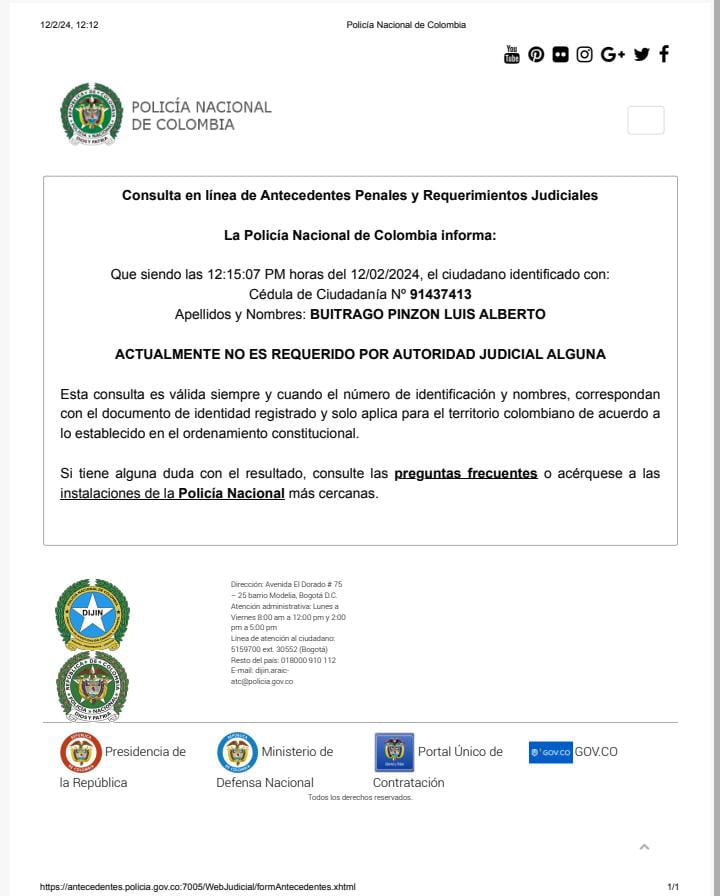 12/2/24, 12:12 Policía Nacional de Colombia
You
Tube G+ f
POLICÍA NACIONAL
DE COLOMBIA
Consulta en línea de Antecedentes Penales y Requerimientos Judiciales
La Policía Nacional de Colombia informa:
Que siendo las 12:15:07 PM horas del 12/02/2024, el ciudadano identificado con:
Cédula de Ciudadanía Nº 91437413
Apellidos y Nombres: BUITRAGO PINZON LUIS ALBERTO
ACTUALMENTE NO ES REQUERIDO POR AUTORIDAD JUDICIAL ALGUNA
Esta consulta es válida siempre y cuando el número de identificación y nombres, correspondan
con el documento de identidad registrado y solo aplica para el territorio colombiano de acuerdo a
lo establecido en el ordenamiento constitucional.
Si tiene alguna duda con el resultado, consulte las preguntas frecuentes o acérquese a las
instalaciones de la Policía Nacional más cercanas.
DIJIN
Dirección: Avenida El Dorado # 75
– 25 barrio Modelia, Bogotá D.C.
Atención administrativa: Lunes a
Viernes 8:00 am a 12:00 pm y 2:00
pm a 5:00 pm
Línea de atención al ciudadano:
5159700 ext. 30552 (Bogotá)
Resto del país: 018000 910 112
E-mail: dijin.araic-
atc@policia.gov.co
Presidencia de
la República
Ministerio de
Defensa Nacional
Portal Único de
Contratación
GOV.CO GOV.CO
Todos los derechos reservados.
https://antecedentes.policia.gov.co:7005/WebJudicial/formAntecedentes.xhtml 1/1